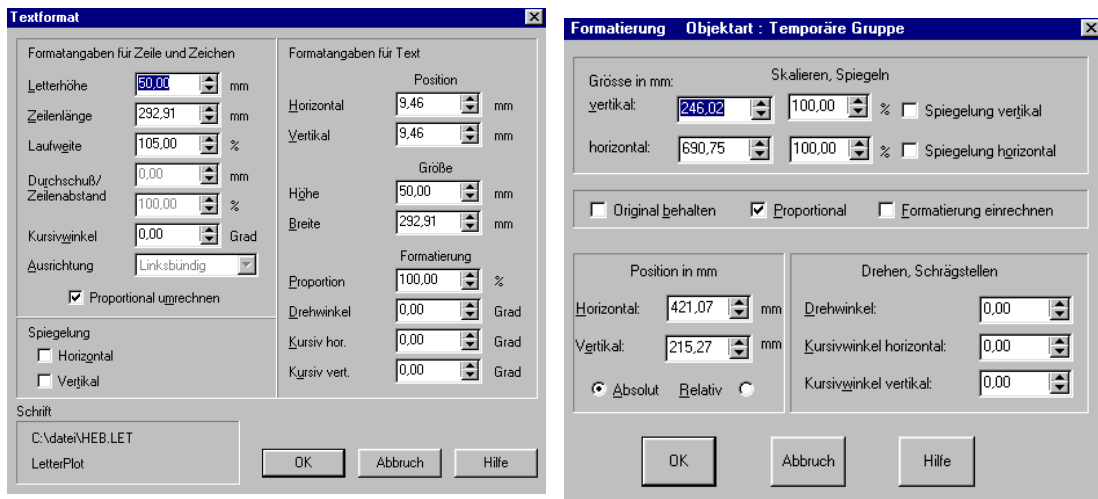 Textformat
Formatangaben für Zeile und Zeichen
Letterhöhe 50,00 mm
Zeilenlänge 292,91 mm
Laufweite 105,00 %
Durchschuß/ 0,00 mm
Zeilenabstand 100,00 %
Kursivwinkel 0,00 Grad
Ausrichtung Linksbündig
Proportional umrechnen
Spiegelung
Horizontal
Vertikal
Schrift
C:\datei\HEB.LET
LetterPlot
Formatangaben für Text
Position
Horizontal 9,46 mm
Vertikal 9,46 mm
Größe
Höhe 50,00 mm
Breite 292,91 mm
Formatierung
Proportion 100,00 %
Drehwinkel 0,00 Grad
Kursiv hor. 0,00 Grad
Kursiv vert. 0,00 Grad
OK Abbruch Hilfe
Formatierung Objektart : Temporäre Gruppe
Skalieren, Spiegeln
Grösse in mm:
vertikal: 246,02 100,00 % Spiegelung vertikal
horizontal: 690,75 100,00 % Spiegelung horizontal
Original behalten Proportional Formatierung einrechnen
Position in mm
Horizontal: 421,07 mm
Vertikal: 215,27 mm
Absolut Relativ
Drehen, Schrägstellen
Drehwinkel: 0,00
Kursivwinkel horizontal: 0,00
Kursivwinkel vertikal: 0,00
OK Abbruch Hilfe